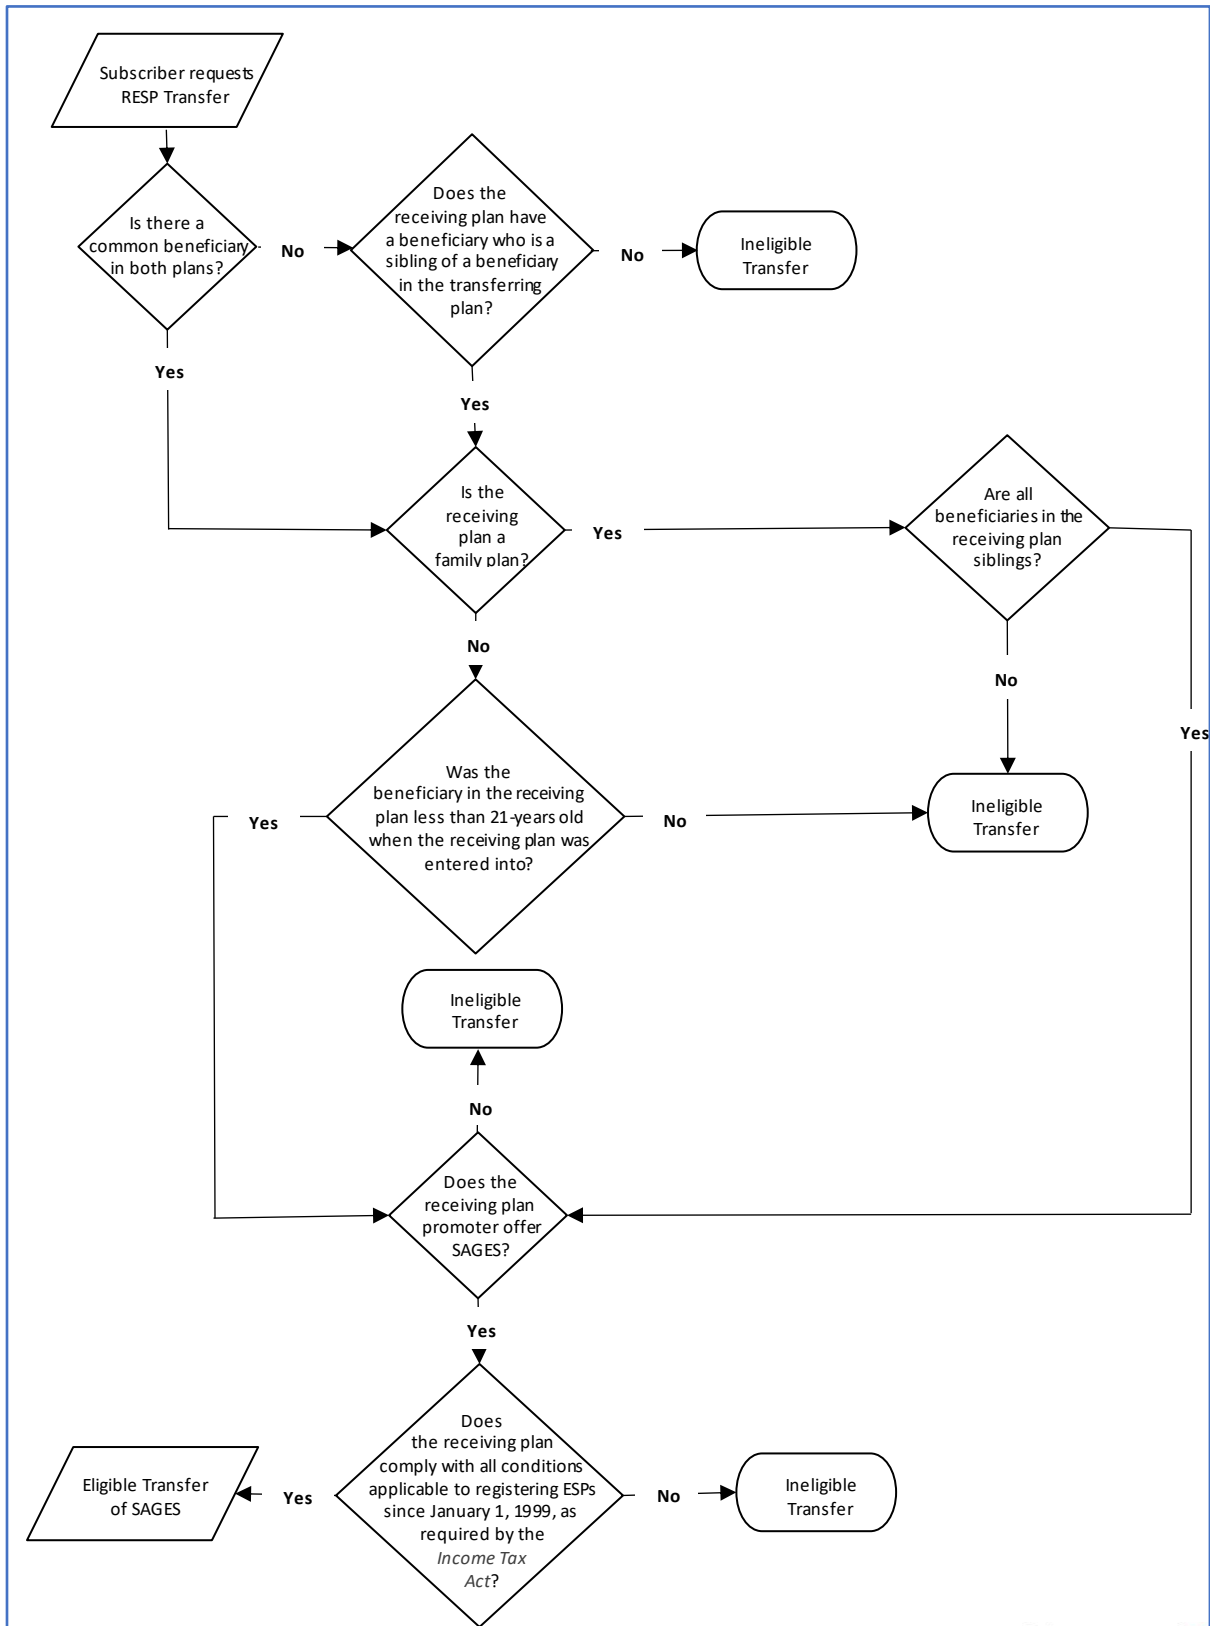 Subscriber requests
RESP Transfer
Is there a
common beneficiary
in both plans?
No
Does the
receiving plan have
a beneficiary who is a
sibling of a beneficiary
in the transferring
plan?
No
Ineligible
Transfer
Yes
Yes
Is the
receiving
plan a
family plan?
Yes
Are all
beneficiaries in the
receiving plan
siblings?
No
No
Yes
Was the
beneficiary in the receiving
plan less than 21-years old
when the receiving plan was
entered into?
Yes
No
Ineligible
Transfer
Ineligible
Transfer
No
Does the
receiving plan
promoter offer
SAGES?
Yes
Does
the receiving plan
comply with all conditions
applicable to registering ESPs
since January 1, 1999, as
required by the
Income Tax
Act?
Yes
Eligible Transfer
of SAGES
No
Ineligible
Transfer